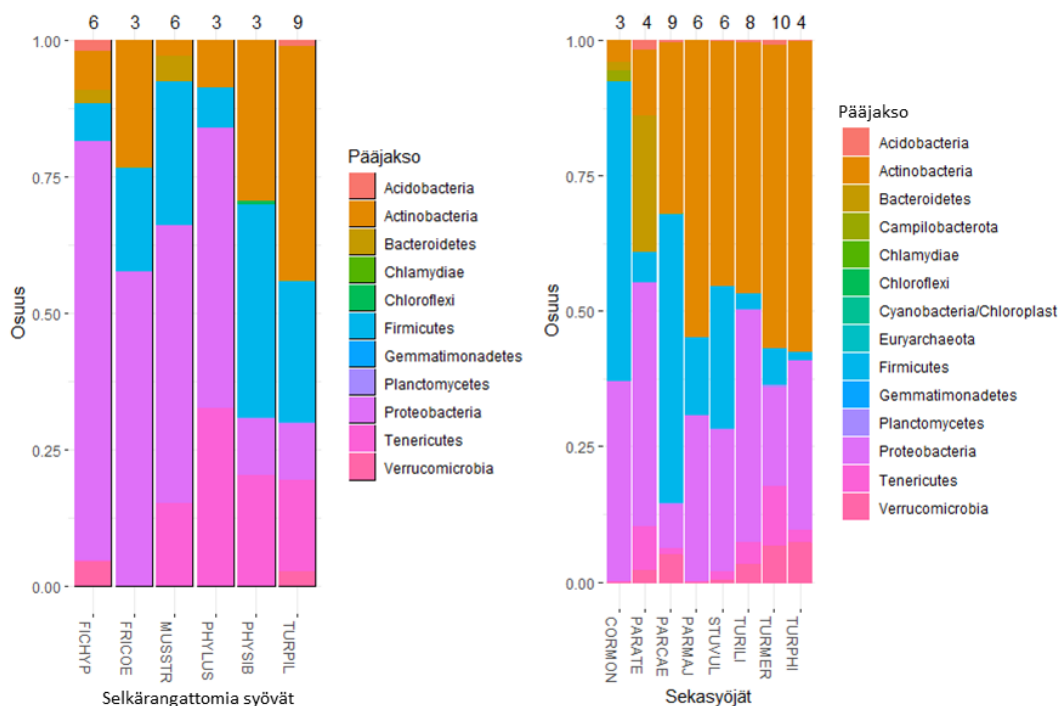 6 3 6 3 3 9
1.00
0.75
0.50
0.25
0.00
Osuus
FICHYP
FRICOE
MUSSTR
PHYLUS
PHYSIB
TURPIL
Selkärangattomia syövät
Pääjakso
Acidobacteria
Actinobacteria
Bacteroidetes
Chlamydiae
Chloroflexi
Firmicutes
Gemmatimonadetes
Planctomycetes
Proteobacteria
Tenericutes
Verrucomicrobia
3 4 9 6 6 8 10 4
1.00
0.75
0.50
0.25
0.00
Osuus
CORMON
PARATE
PARCAE
PARMAJ
STUVUL
TURILI
TURMER
TURPHI
Sekasyöjät
Pääjakso
Acidobacteria
Actinobacteria
Bacteroidetes
Campilobacterota
Chlamydiae
Chloroflexi
Cyanobacteria/Chloroplast
Euryarchaeota
Firmicutes
Gemmatimonadetes
Planctomycetes
Proteobacteria
Tenericutes
Verrucomicrobia